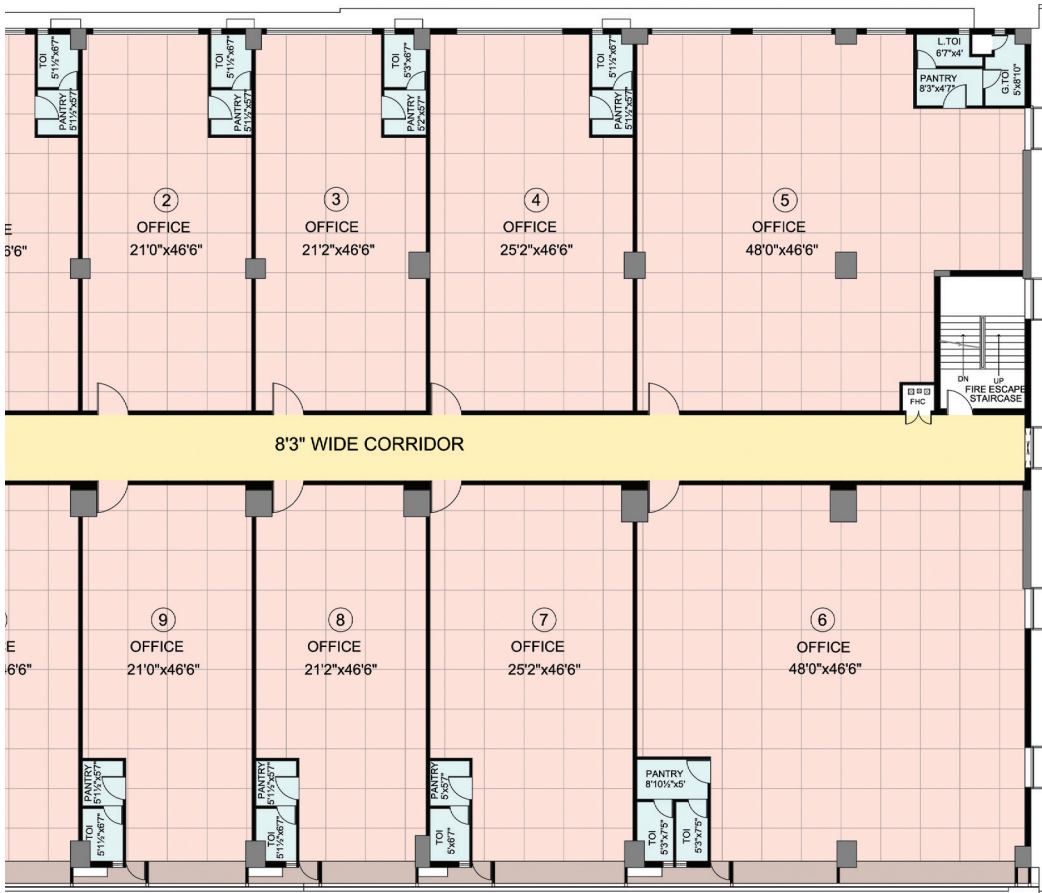 TOI
5'1½"x6'7"
PANTRY
5'1½"x5'7"
TOI
5'1½"x6'7"
PANTRY
5'1½"x5'7"
TOI
5'3"x6'7"
PANTRY
5'2"x5'7"
TOI
5'1½"x6'7"
PANTRY
5'1½"x5'7"
L.TOI
6'7"x4'
PANTRY
8'3"x4'7"
G.TOI
5'x8'10"
E
6'6"
2
OFFICE
21'0"x46'6"
3
OFFICE
21'2"x46'6"
4
OFFICE
25'2"x46'6"
5
OFFICE
48'0"x46'6"
DN
UP
FIRE ESCAPE
STAIRCASE
FHC
8'3" WIDE CORRIDOR
E
46'6"
9
OFFICE
21'0"x46'6"
8
OFFICE
21'2"x46'6"
7
OFFICE
25'2"x46'6"
6
OFFICE
48'0"x46'6"
PANTRY
5'1½"x5'7"
TOI
5'1½"x6'7"
PANTRY
5'1½"x5'7"
TOI
5'1½"x6'7"
PANTRY
5'x5'7"
TOI
5'x6'7"
PANTRY
8'10½"x5'
TOI
5'3"x7'5"
TOI
5'3"x7'5"